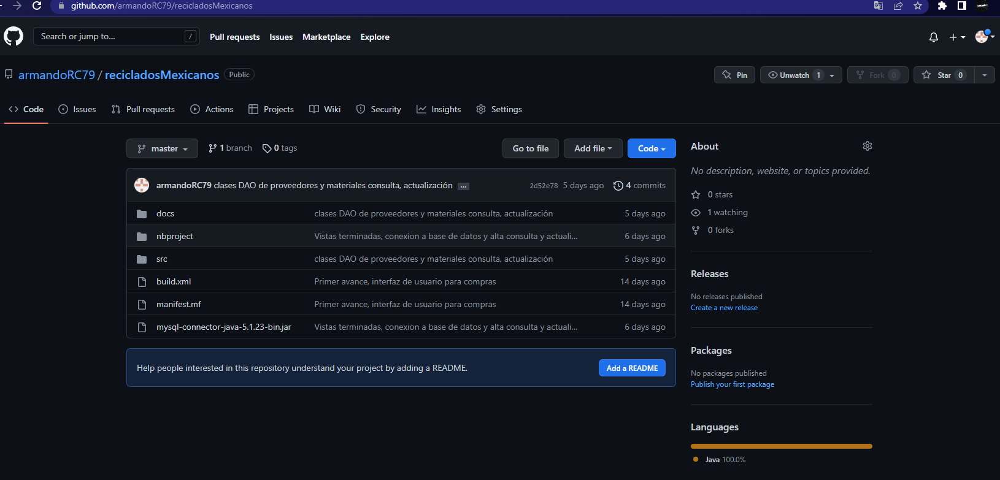 github.com/armandoRC79/recicladosMexicanos
Search or jump to... /
Pull requests Issues Marketplace Explore
armandoRC79 / recicladosMexicanos Public
Pin Unwatch 1 Fork 0 Star 0
Code Issues Pull requests Actions Projects Wiki Security Insights Settings
master 1 branch 0 tags Go to file Add file Code
armandoRC79 clases DAO de proveedores y materiales consulta, actualización ... 2d52e78 5 days ago 4 commits
docs clases DAO de proveedores y materiales consulta, actualización 5 days ago
nbproject Vistas terminadas, conexion a base de datos y alta consulta y actuali... 6 days ago
src clases DAO de proveedores y materiales consulta, actualización 5 days ago
build.xml Primer avance, interfaz de usuario para compras 14 days ago
manifest.mf Primer avance, interfaz de usuario para compras 14 days ago
mysql-connector-java-5.1.23-bin.jar Vistas terminadas, conexion a base de datos y alta consulta y actuali... 6 days ago
Help people interested in this repository understand your project by adding a README. Add a README
About
No description, website, or topics provided.
0 stars
1 watching
0 forks
Releases
No releases published
Create a new release
Packages
No packages published
Publish your first package
Languages
Java 100.0%